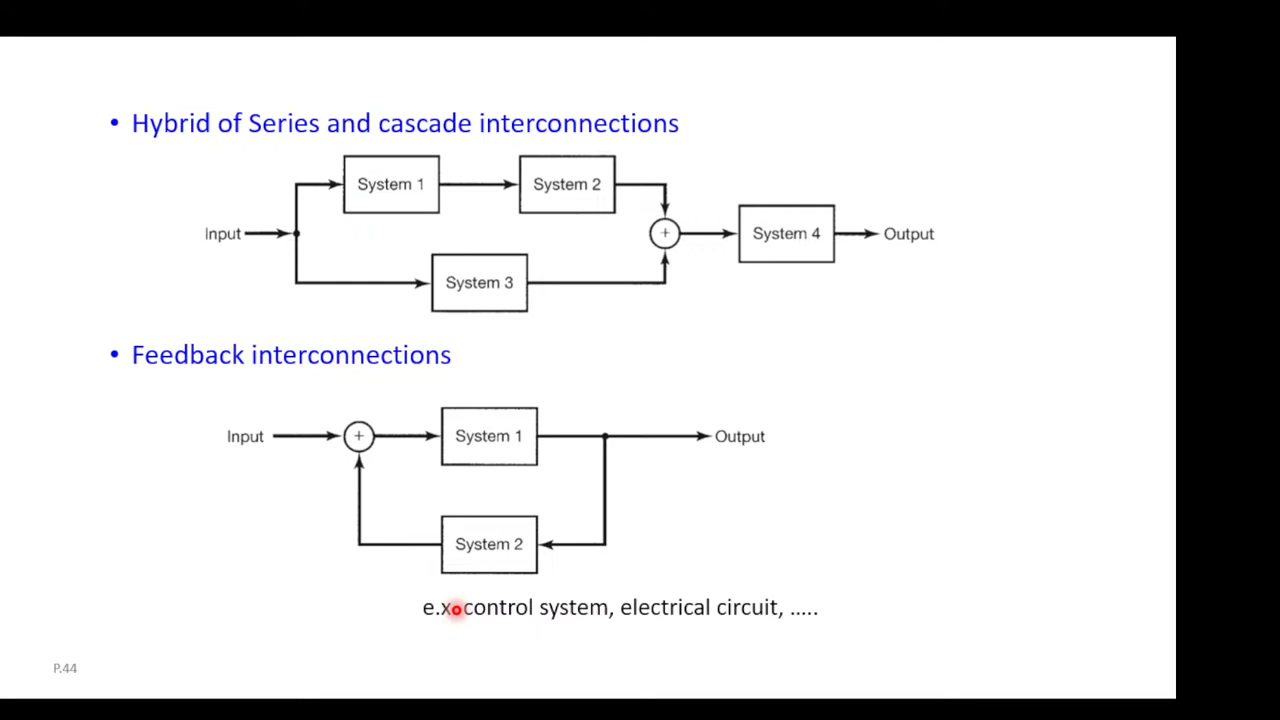 • Hybrid of Series and cascade interconnections
System 1
System 2
Input
+
System 4
Output
System 3
• Feedback interconnections
Input
+
System 1
Output
System 2
e.x. control system, electrical circuit, .....
P.44